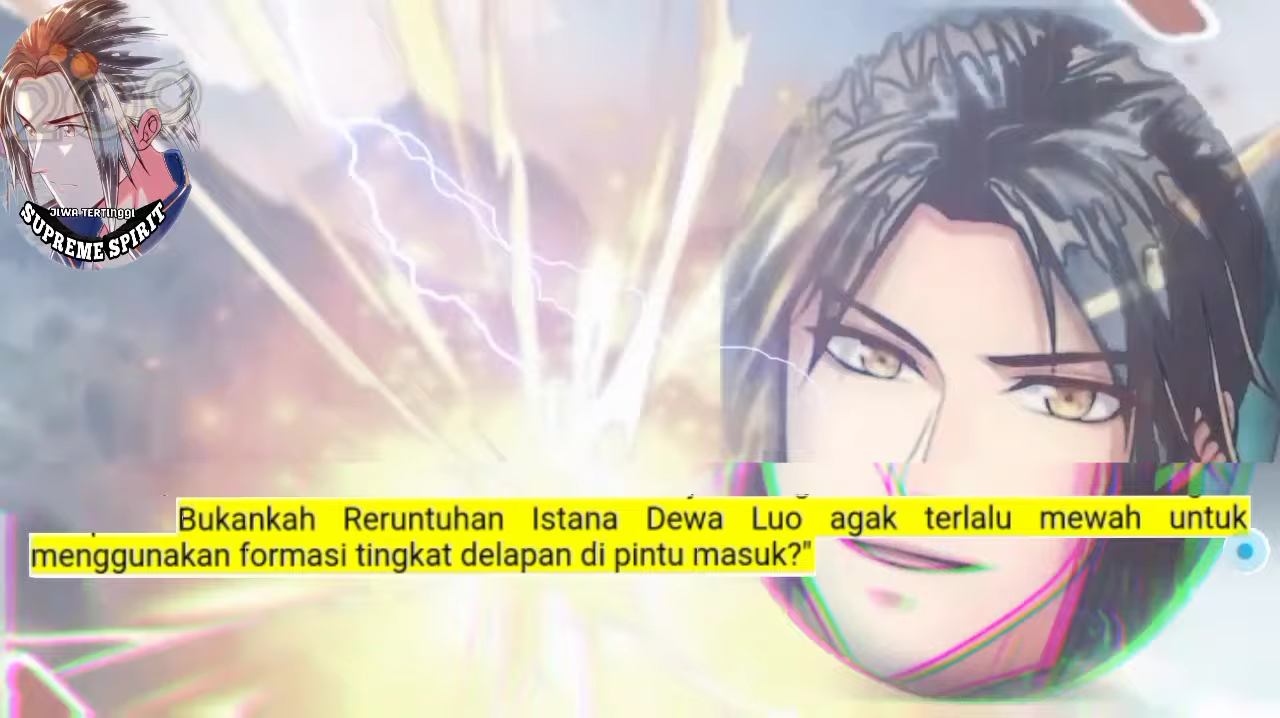 JIWA TERTINGGI
SUPREME SPIRIT
Bukankah Reruntuhan Istana Dewa Luo agak terlalu mewah untuk
menggunakan formasi tingkat delapan di pintu masuk?"